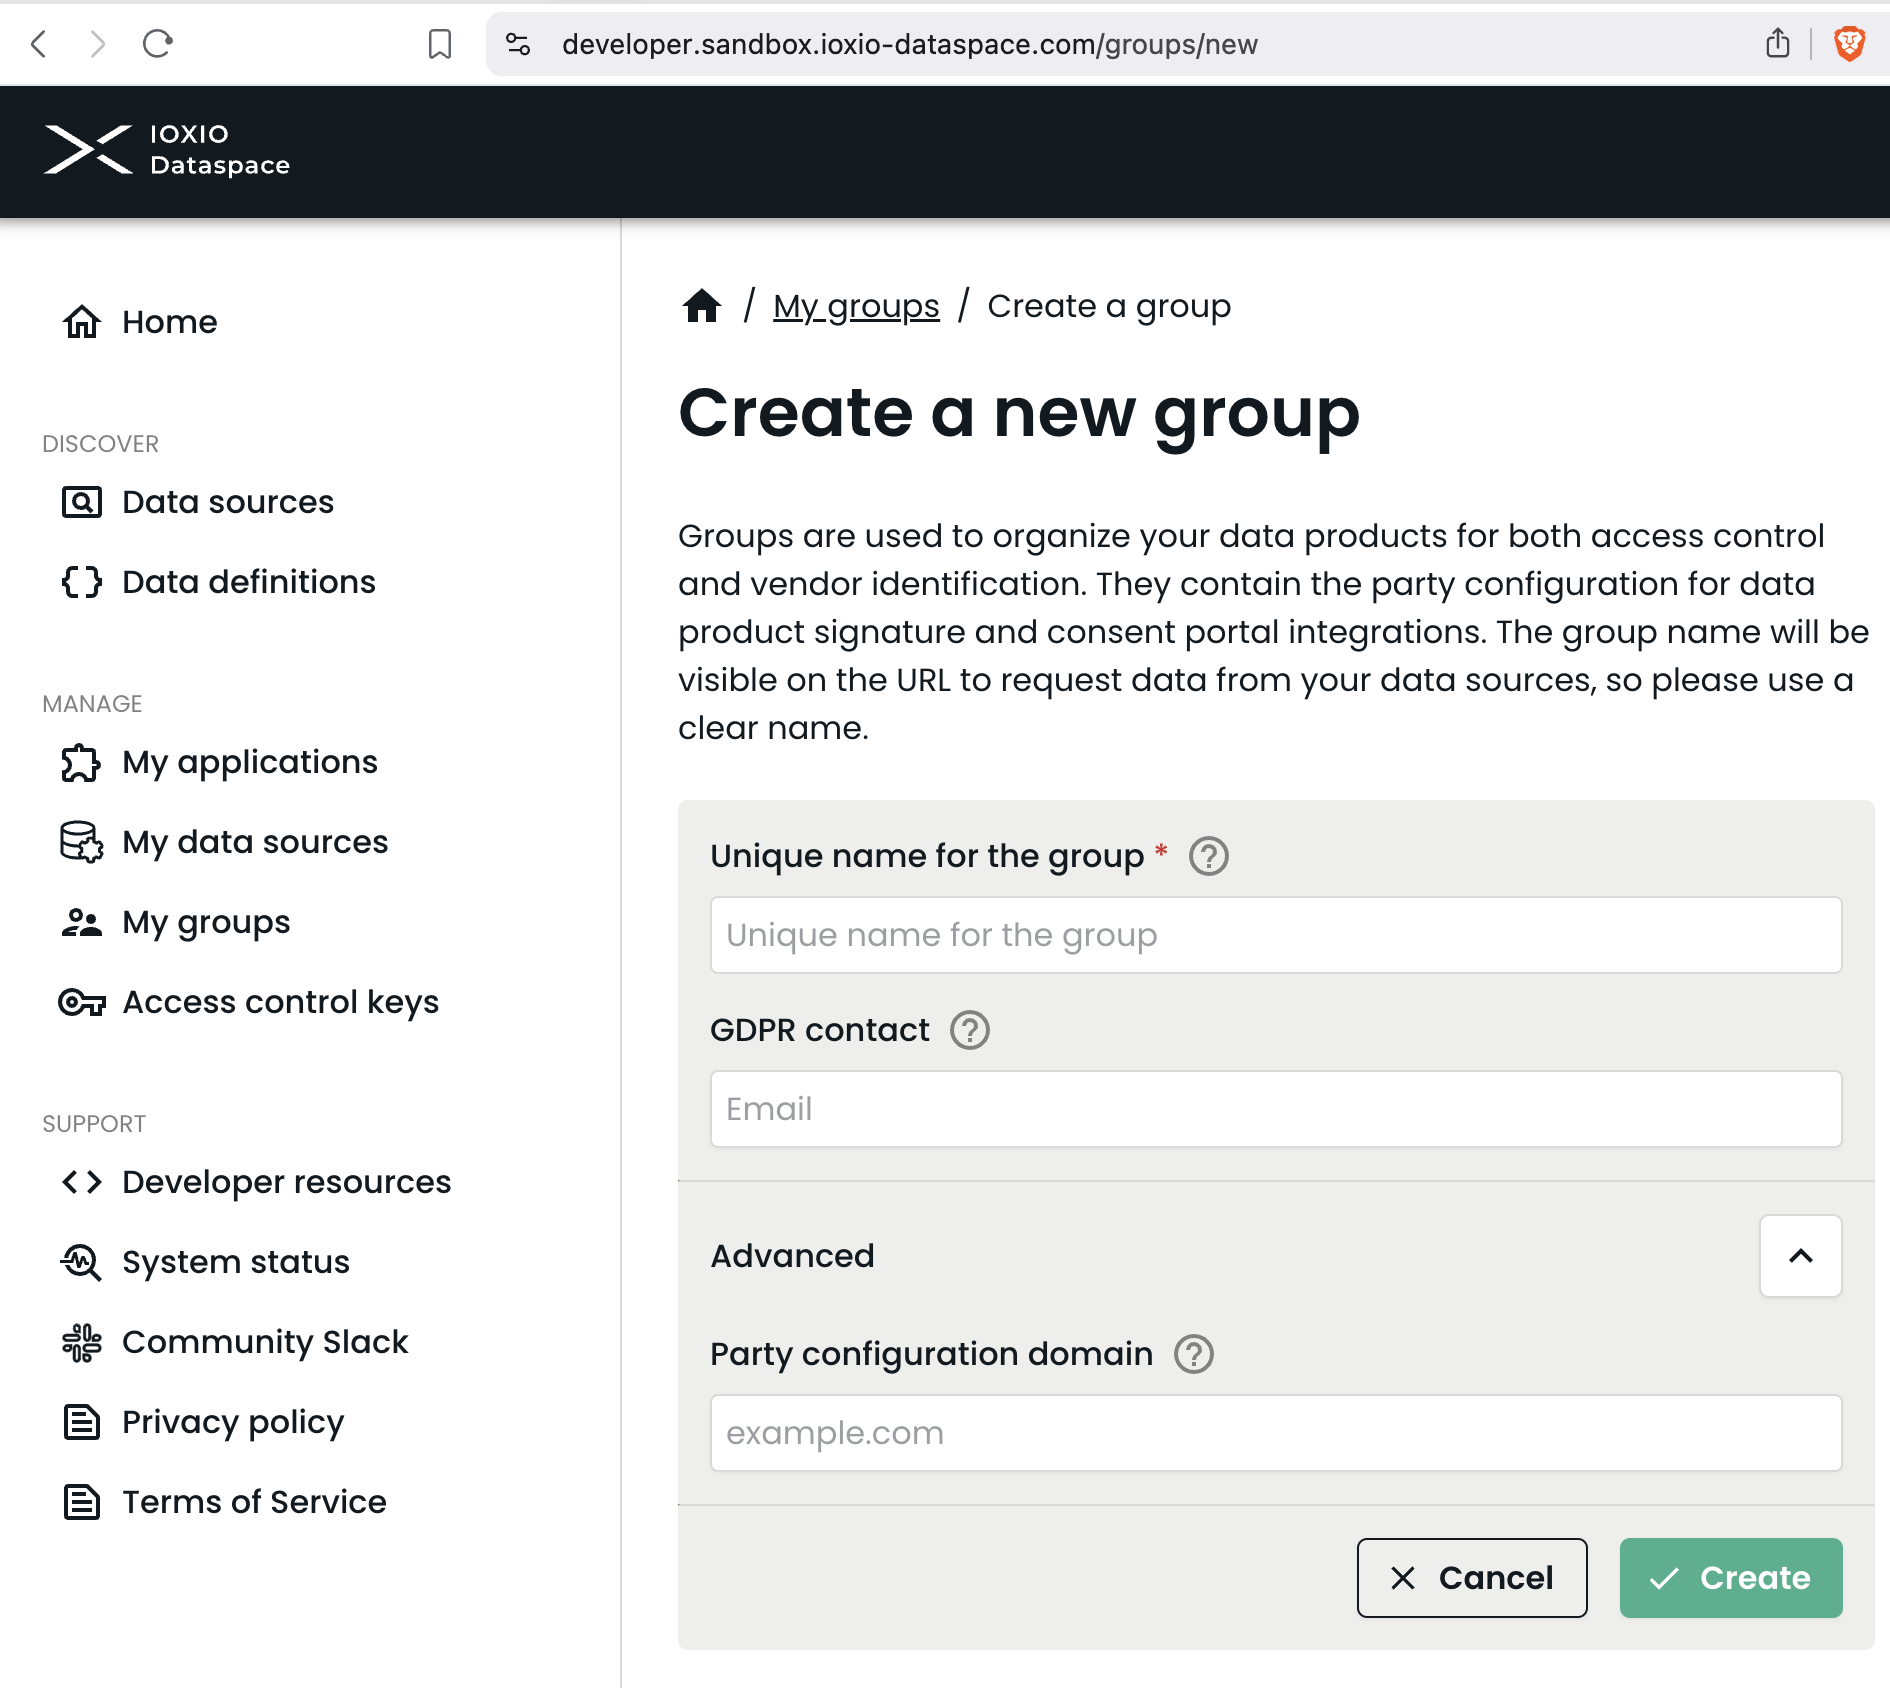 developer.sandbox.ioxio-dataspace.com/groups/new
IOXIO
Dataspace
Home
DISCOVER
Data sources
Data definitions
MANAGE
My applications
My data sources
My groups
Access control keys
SUPPORT
Developer resources
System status
Community Slack
Privacy policy
Terms of Service
/ My groups / Create a group
Create a new group
Groups are used to organize your data products for both access control
and vendor identification. They contain the party configuration for data
product signature and consent portal integrations. The group name will be
visible on the URL to request data from your data sources, so please use a
clear name.
Unique name for the group *
Unique name for the group
GDPR contact
Email
Advanced
Party configuration domain
example.com
Cancel
Create